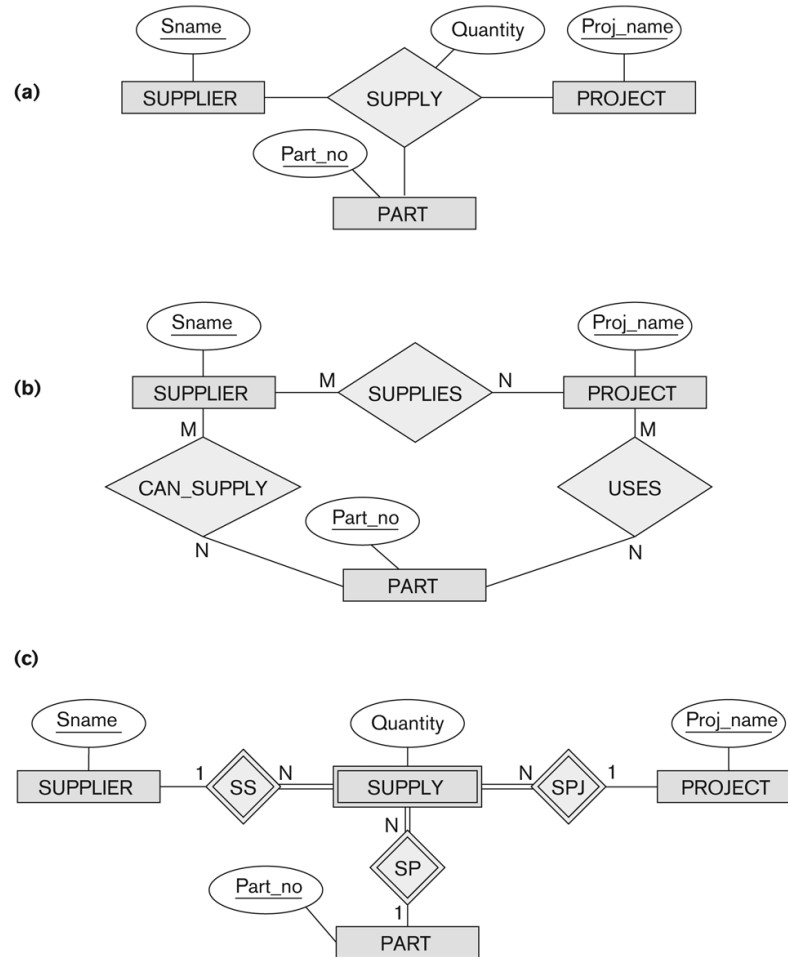 (a)
Sname
Quantity
Proj_name
SUPPLIER
SUPPLY
PROJECT
Part_no
PART
(b)
Sname
Proj_name
SUPPLIER
M
SUPPLIES
N
PROJECT
M
M
CAN_SUPPLY
USES
Part_no
N
N
PART
(c)
Sname
Quantity
Proj_name
SUPPLIER
1
SS
N
SUPPLY
N
SPJ
1
PROJECT
N
SP
Part_no
1
PART